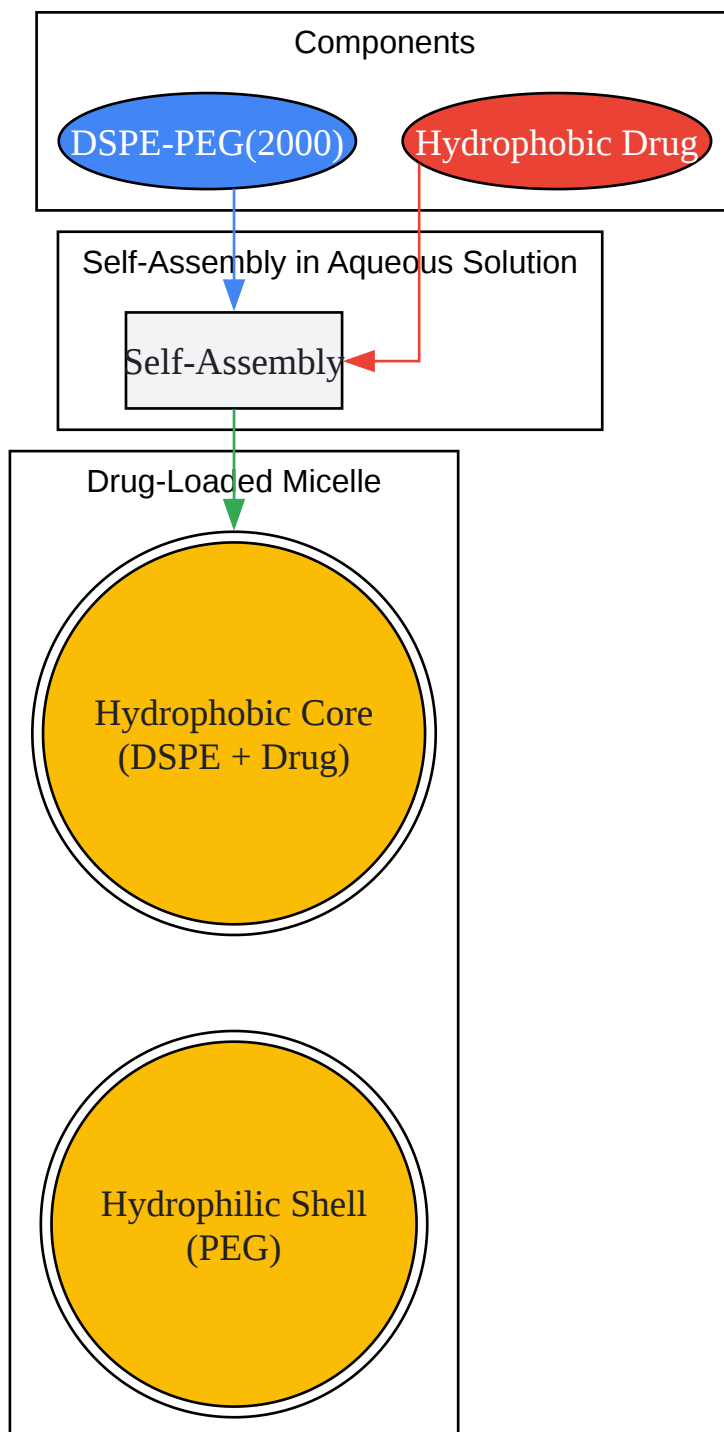 Components
DSPE-PEG(2000)
Hydrophobic Drug
Self-Assembly in Aqueous Solution
Self-Assembly
Drug-Loaded Micelle
Hydrophobic Core
(DSPE + Drug)
Hydrophilic Shell
(PEG)